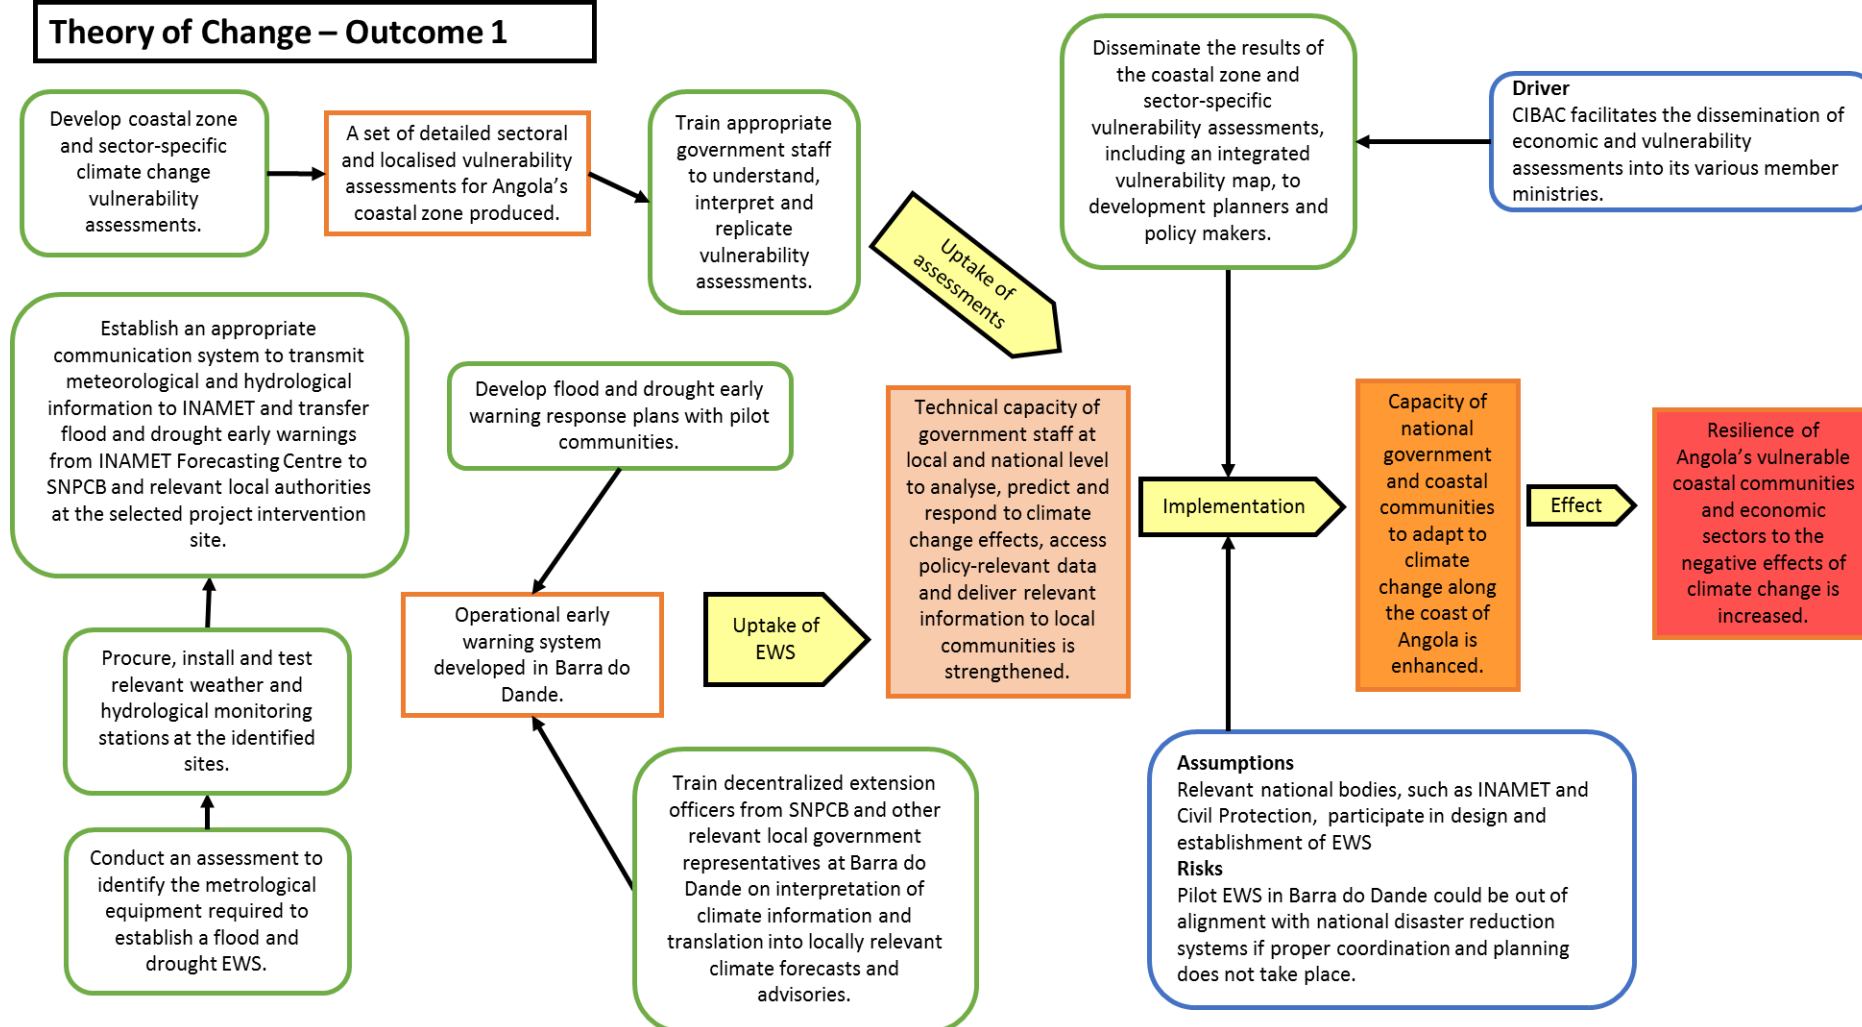 Theory of Change – Outcome 1
Develop coastal zone
and sector-specific
climate change
vulnerability
assessments.
A set of detailed sectoral
and localised vulnerability
assessments for Angola's
coastal zone produced.
Train appropriate
government staff
to understand,
interpret and
replicate
vulnerability
assessments.
Uptake of
assessments
Disseminate the results of
the coastal zone and
sector-specific
vulnerability assessments,
including an integrated
vulnerability map, to
development planners and
policy makers.
Driver
CIBAC facilitates the dissemination of
economic and vulnerability
assessments into its various member
ministries.
Establish an appropriate
communication system to transmit
meteorological and hydrological
information to INAMET and transfer
flood and drought early warnings
from INAMET Forecasting Centre to
SNPCB and relevant local authorities
at the selected project intervention
site.
Develop flood and drought early
warning response plans with pilot
communities.
Procure, install and test
relevant weather and
hydrological monitoring
stations at the identified
sites.
Conduct an assessment to
identify the metrological
equipment required to
establish a flood and
drought EWS.
Operational early
warning system
developed in Barra do
Dande.
Train decentralized extension
officers from SNPCB and other
relevant local government
representatives at Barra do
Dande on interpretation of
climate information and
translation into locally relevant
climate forecasts and
advisories.
Uptake of
EWS
Technical capacity of
government staff at
local and national level
to analyse, predict and
respond to climate
change effects, access
policy-relevant data
and deliver relevant
information to local
communities is
strengthened.
Implementation
Capacity of
national
government
and coastal
communities
to adapt to
climate
change along
the coast of
Angola is
enhanced.
Effect
Resilience of
Angola's vulnerable
coastal communities
and economic
sectors to the
negative effects of
climate change is
increased.
Assumptions
Relevant national bodies, such as INAMET and
Civil Protection, participate in design and
establishment of EWS
Risks
Pilot EWS in Barra do Dande could be out of
alignment with national disaster reduction
systems if proper coordination and planning
does not take place.